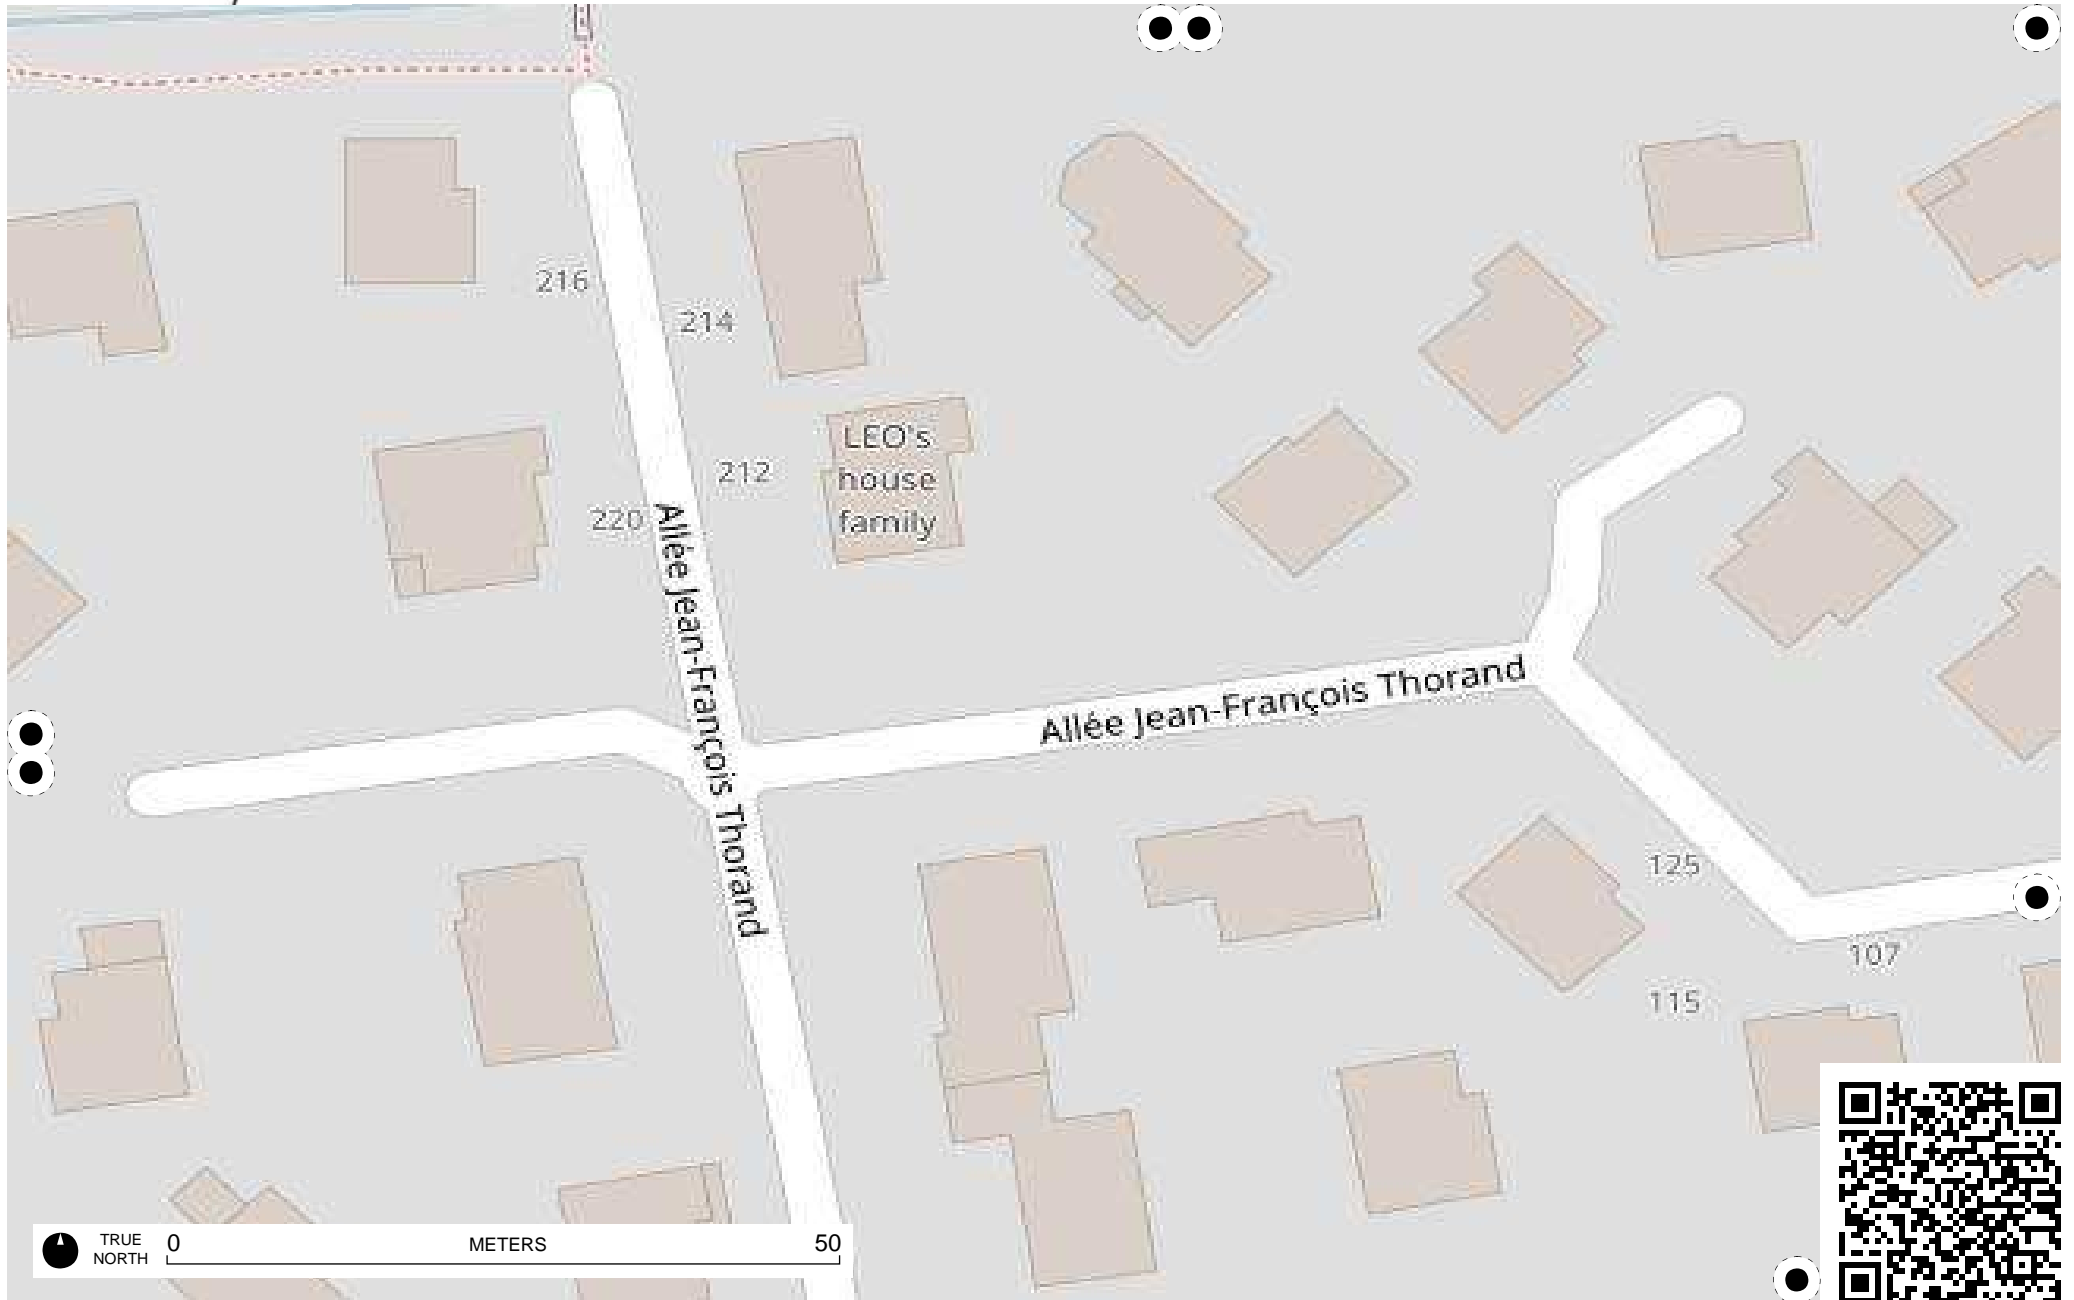 216
214
LEO's
house
family
212
220
Allée Jean-François Thorand
Allée Jean-François Thorand
125
107
115
TRUE
NORTH
0
METERS
50